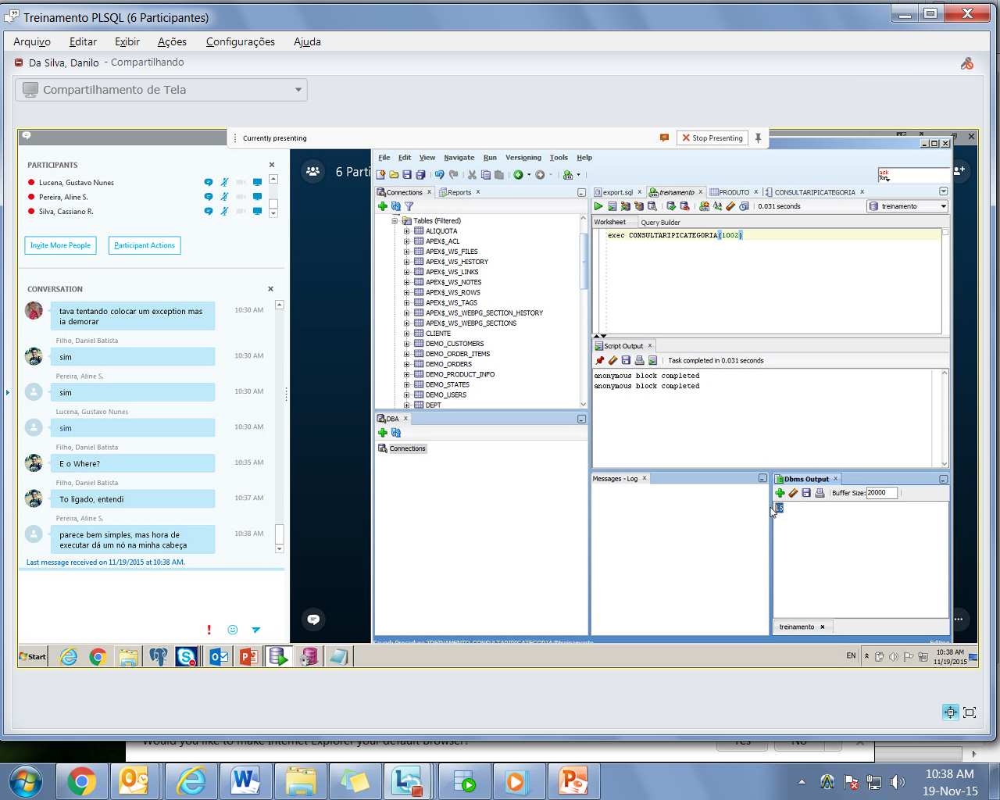 Treinamento PLSQL (6 Participantes)
Arquivo Editar Exibir Ações Configurações Ajuda
Da Silva, Danilo - Compartilhando
Compartilhamento de Tela
Currently presenting
Stop Presenting
PARTICIPANTS
Lucena, Gustavo Nunes
Pereira, Aline S.
Silva, Cassiano R.
Invite More People
Participant Actions
CONVERSATION
tava tentando colocar um exception mas
ia demorar
10:30 AM
Filho, Daniel Batista
sim
10:30 AM
Pereira, Aline S.
sim
10:30 AM
Lucena, Gustavo Nunes
sim
10:30 AM
Filho, Daniel Batista
E o Where?
10:35 AM
Filho, Daniel Batista
To ligado, entendi
10:37 AM
Pereira, Aline S.
parece bem simples, mas hora de
executar dá um nó na minha cabeça
10:38 AM
Last message received on 11/19/2015 at 10:38 AM.
6 Parti
File Edit View Navigate Run Versioning Tools Help
ask
Tom
Connections
Reports
Tables (Filtered)
ALIQUOTA
APEX$_ACL
APEX$_WS_FILES
APEX$_WS_HISTORY
APEX$_WS_LINKS
APEX$_WS_NOTES
APEX$_WS_ROWS
APEX$_WS_TAGS
APEX$_WS_WEBPG_SECTION_HISTORY
APEX$_WS_WEBPG_SECTIONS
CLIENTE
DEMO_CUSTOMERS
DEMO_ORDER_ITEMS
DEMO_ORDERS
DEMO_PRODUCT_INFO
DEMO_STATES
DEMO_USERS
DEPT
DBA
Connections
export.sql
treinamento
PRODUTO
CONSULTARIPICATEGORIA
0.031 seconds
treinamento
Worksheet
Query Builder
exec CONSULTARIPICATEGORIA(1002)
Script Output
Task completed in 0.031 seconds
anonymous block completed
anonymous block completed
Messages - Log
Dbms Output
Buffer Size: 20000
15
treinamento
Saved: Procedure TREINAMENTO.CONSULTARIPICATEGORIA@treinamento
Editing
Start
EN
10:38 AM
11/19/2015
Would you like to make Internet Explorer your default browser?
Yes
No
10:38 AM
19-Nov-15